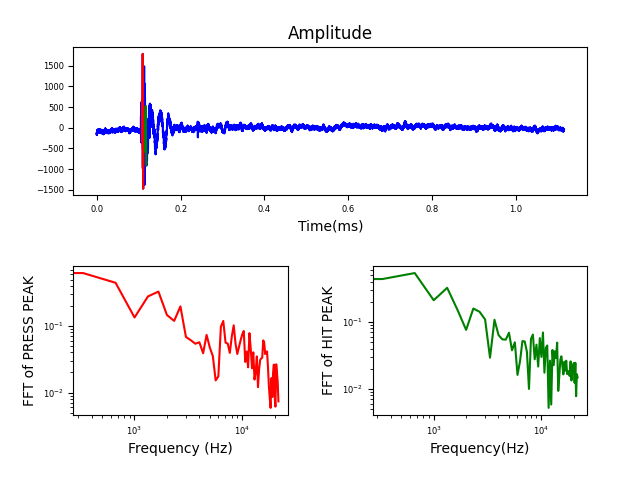 Amplitude
1500
1000
500
0
−500
−1000
−1500
0.0 0.2 0.4 0.6 0.8 1.0
Time(ms)
FFT of PRESS PEAK
10⁻¹
10⁻²
10³ 10⁴
Frequency (Hz)
FFT of HIT PEAK
10⁻¹
10⁻²
10³ 10⁴
Frequency(Hz)